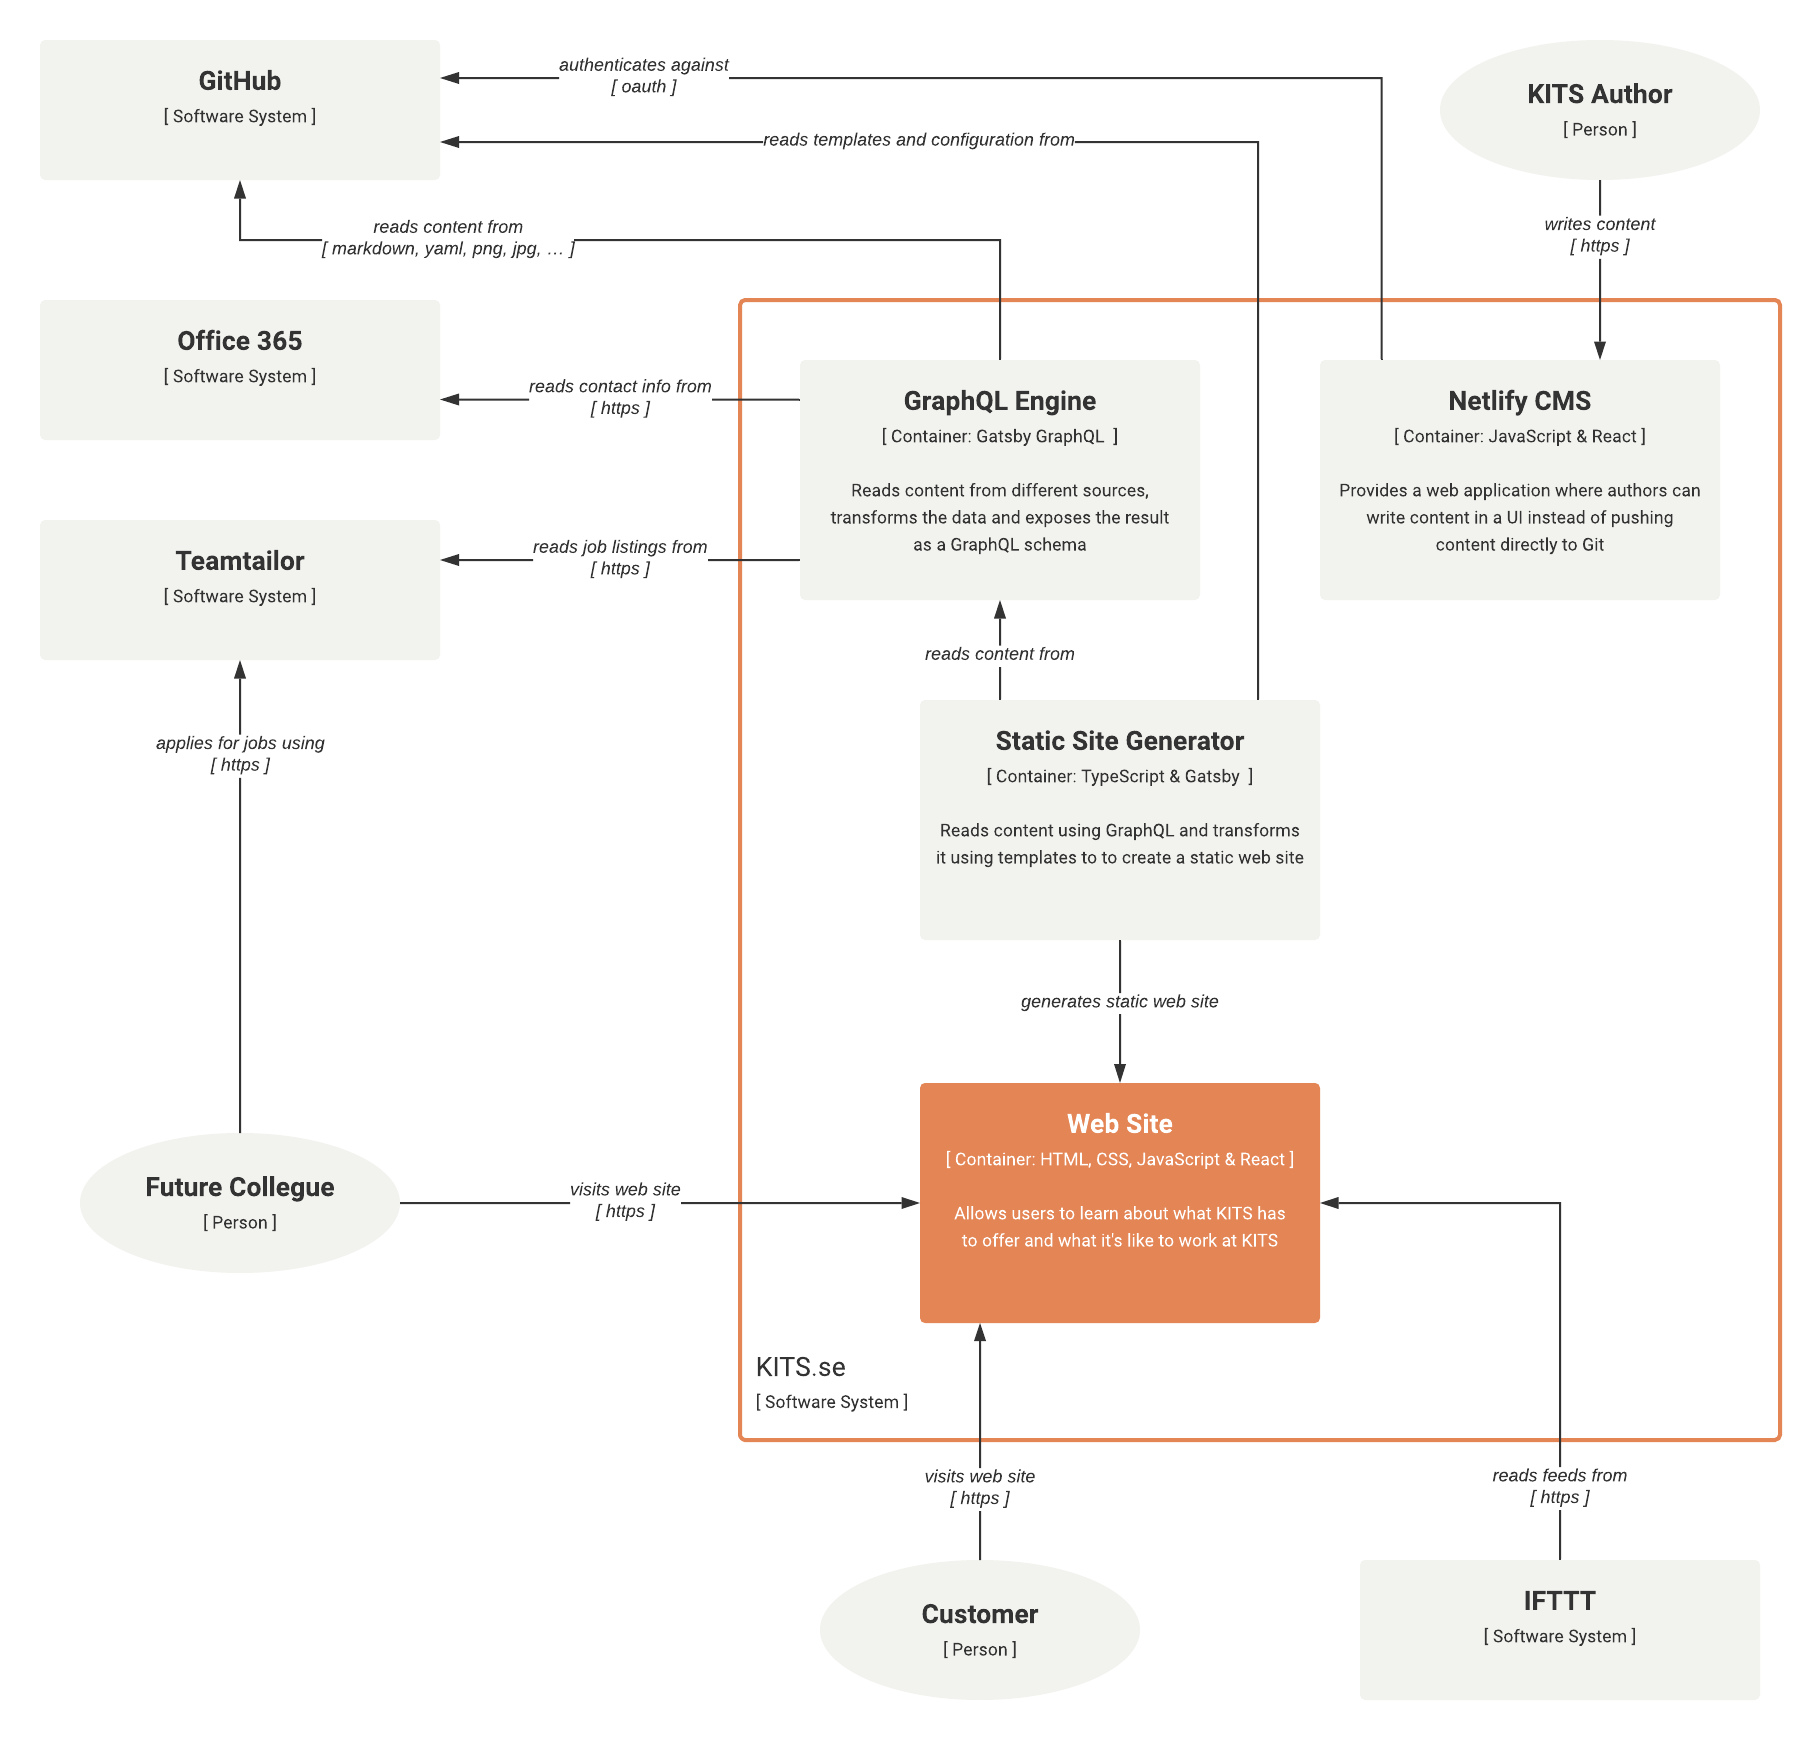 GitHub
[ Software System ]
authenticates against
[ oauth ]
reads templates and configuration from
KITS Author
[ Person ]
reads content from
[ markdown, yaml, png, jpg, … ]
writes content
[ https ]
Office 365
[ Software System ]
reads contact info from
[ https ]
GraphQL Engine
[ Container: Gatsby GraphQL ]
Reads content from different sources,
transforms the data and exposes the result
as a GraphQL schema
Netlify CMS
[ Container: JavaScript & React ]
Provides a web application where authors can
write content in a UI instead of pushing
content directly to Git
Teamtailor
[ Software System ]
reads job listings from
[ https ]
reads content from
applies for jobs using
[ https ]
Static Site Generator
[ Container: TypeScript & Gatsby ]
Reads content using GraphQL and transforms
it using templates to to create a static web site
generates static web site
Future Collegue
[ Person ]
visits web site
[ https ]
Web Site
[ Container: HTML, CSS, JavaScript & React ]
Allows users to learn about what KITS has
to offer and what it's like to work at KITS
KITS.se
[ Software System ]
visits web site
[ https ]
reads feeds from
[ https ]
Customer
[ Person ]
IFTTT
[ Software System ]